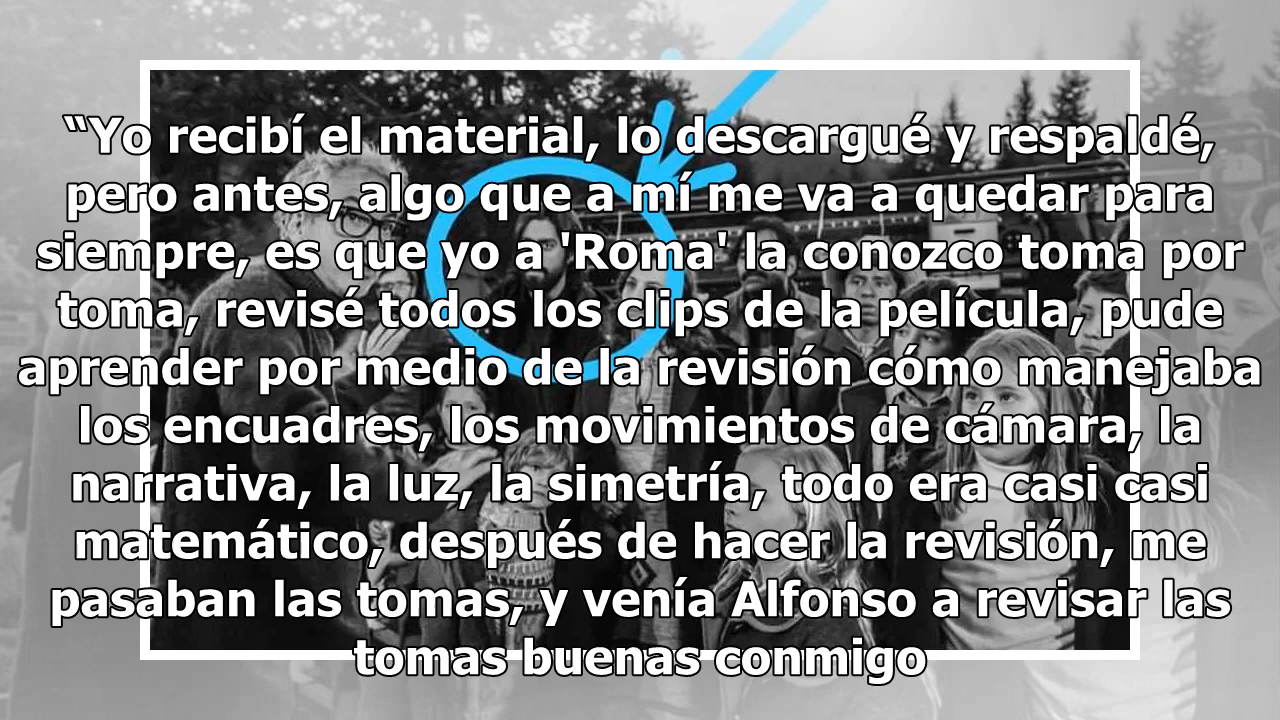 “Yo recibí el material, lo descargué y respaldé,
pero antes, algo que a mí me va a quedar para
siempre, es que yo a 'Roma' la conozco toma por
toma, revisé todos los clips de la película, pude
aprender por medio de la revisión cómo manejaba
los encuadres, los movimientos de cámara, la
narrativa, la luz, la simetría, todo era casi casi
matemático, después de hacer la revisión, me
pasaban las tomas, y venía Alfonso a revisar las
tomas buenas conmigo